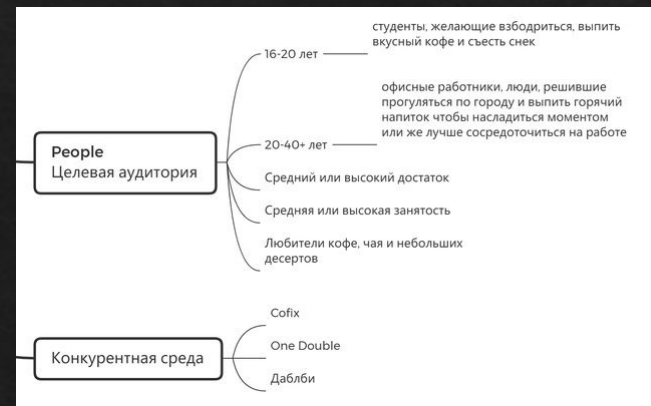 студенты, желающие взбодриться, выпить
вкусный кофе и съесть снек
16-20 лет
офисные работники, люди, решившие
прогуляться по городу и выпить горячий
напиток чтобы насладиться моментом
или же лучше сосредоточиться на работе
20-40+ лет
People
Целевая аудитория
Средний или высокий достаток
Средняя или высокая занятость
Любители кофе, чая и небольших
десертов
Cofix
One Double
Конкурентная среда
Даблби